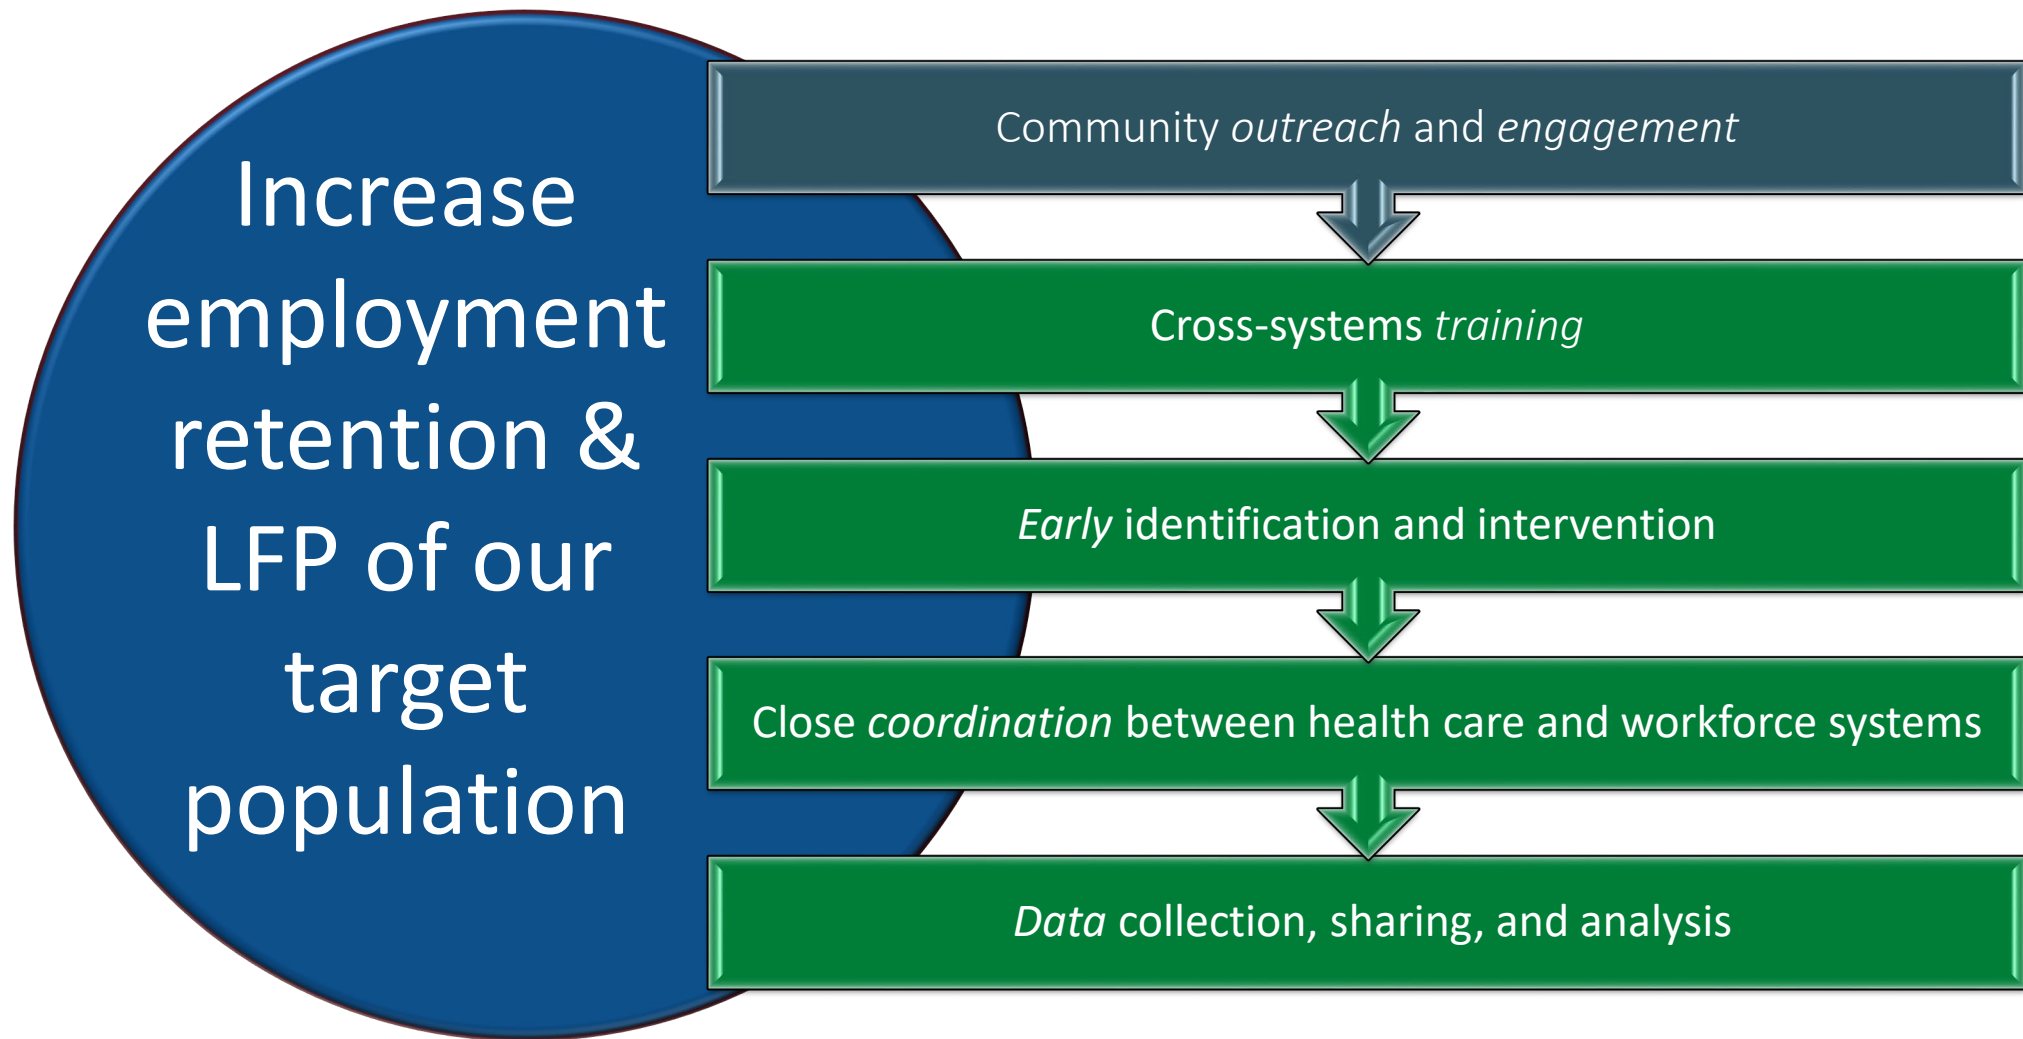 Increase
employment
retention &
LFP of our
target
population
Community outreach and engagement
Cross-systems training
Early identification and intervention
Close coordination between health care and workforce systems
Data collection, sharing, and analysis